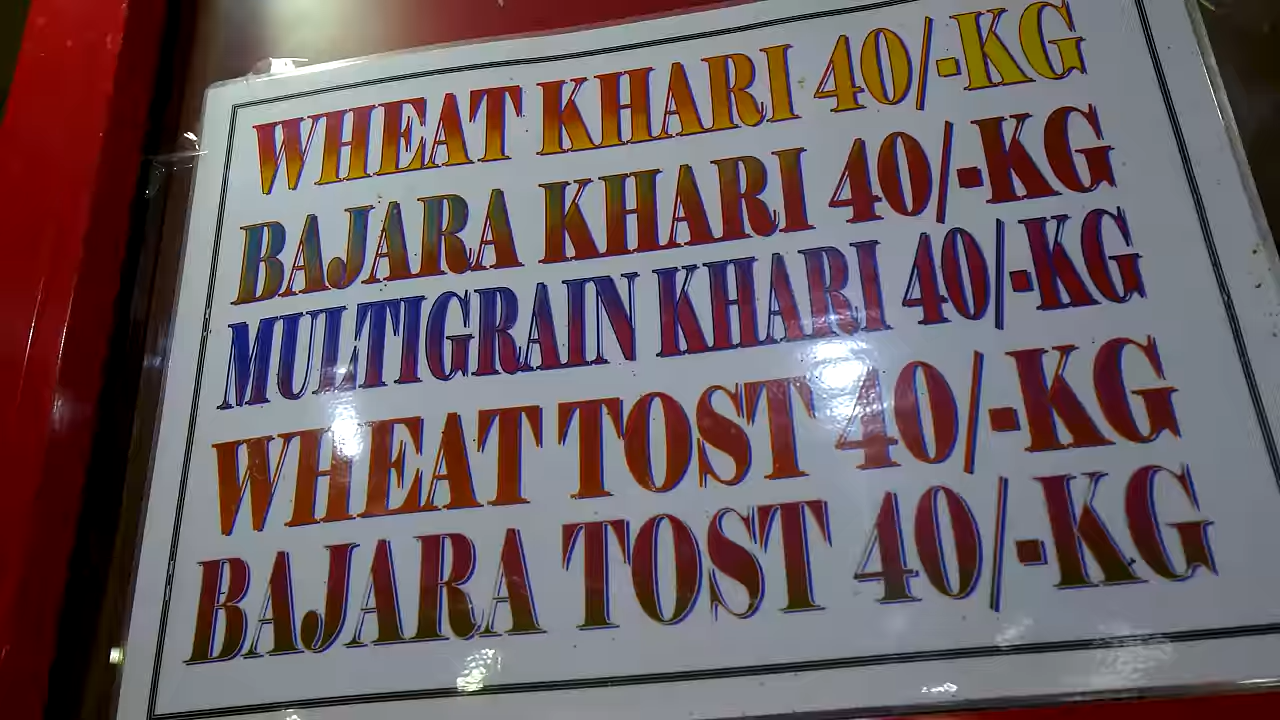 WHEAT KHARI 40/-KG
BAJARA KHARI 40/-KG
MULTIGRAIN KHARI 40/-KG
WHEAT TOST 40/-KG
BAJARA TOST 40/-KG